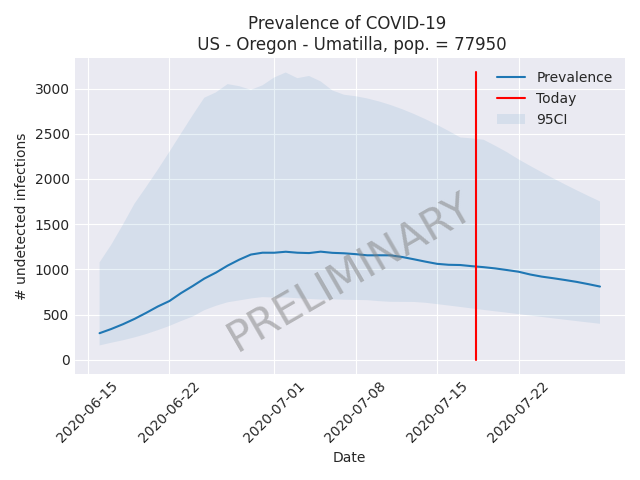 Prevalence of COVID-19
US - Oregon - Umatilla, pop. = 77950
Prevalence
Today
95CI
3000
2500
2000
1500
1000
500
0
# undetected infections
PRELIMINARY
2020-06-15
2020-06-22
2020-07-01
2020-07-08
2020-07-15
2020-07-22
Date